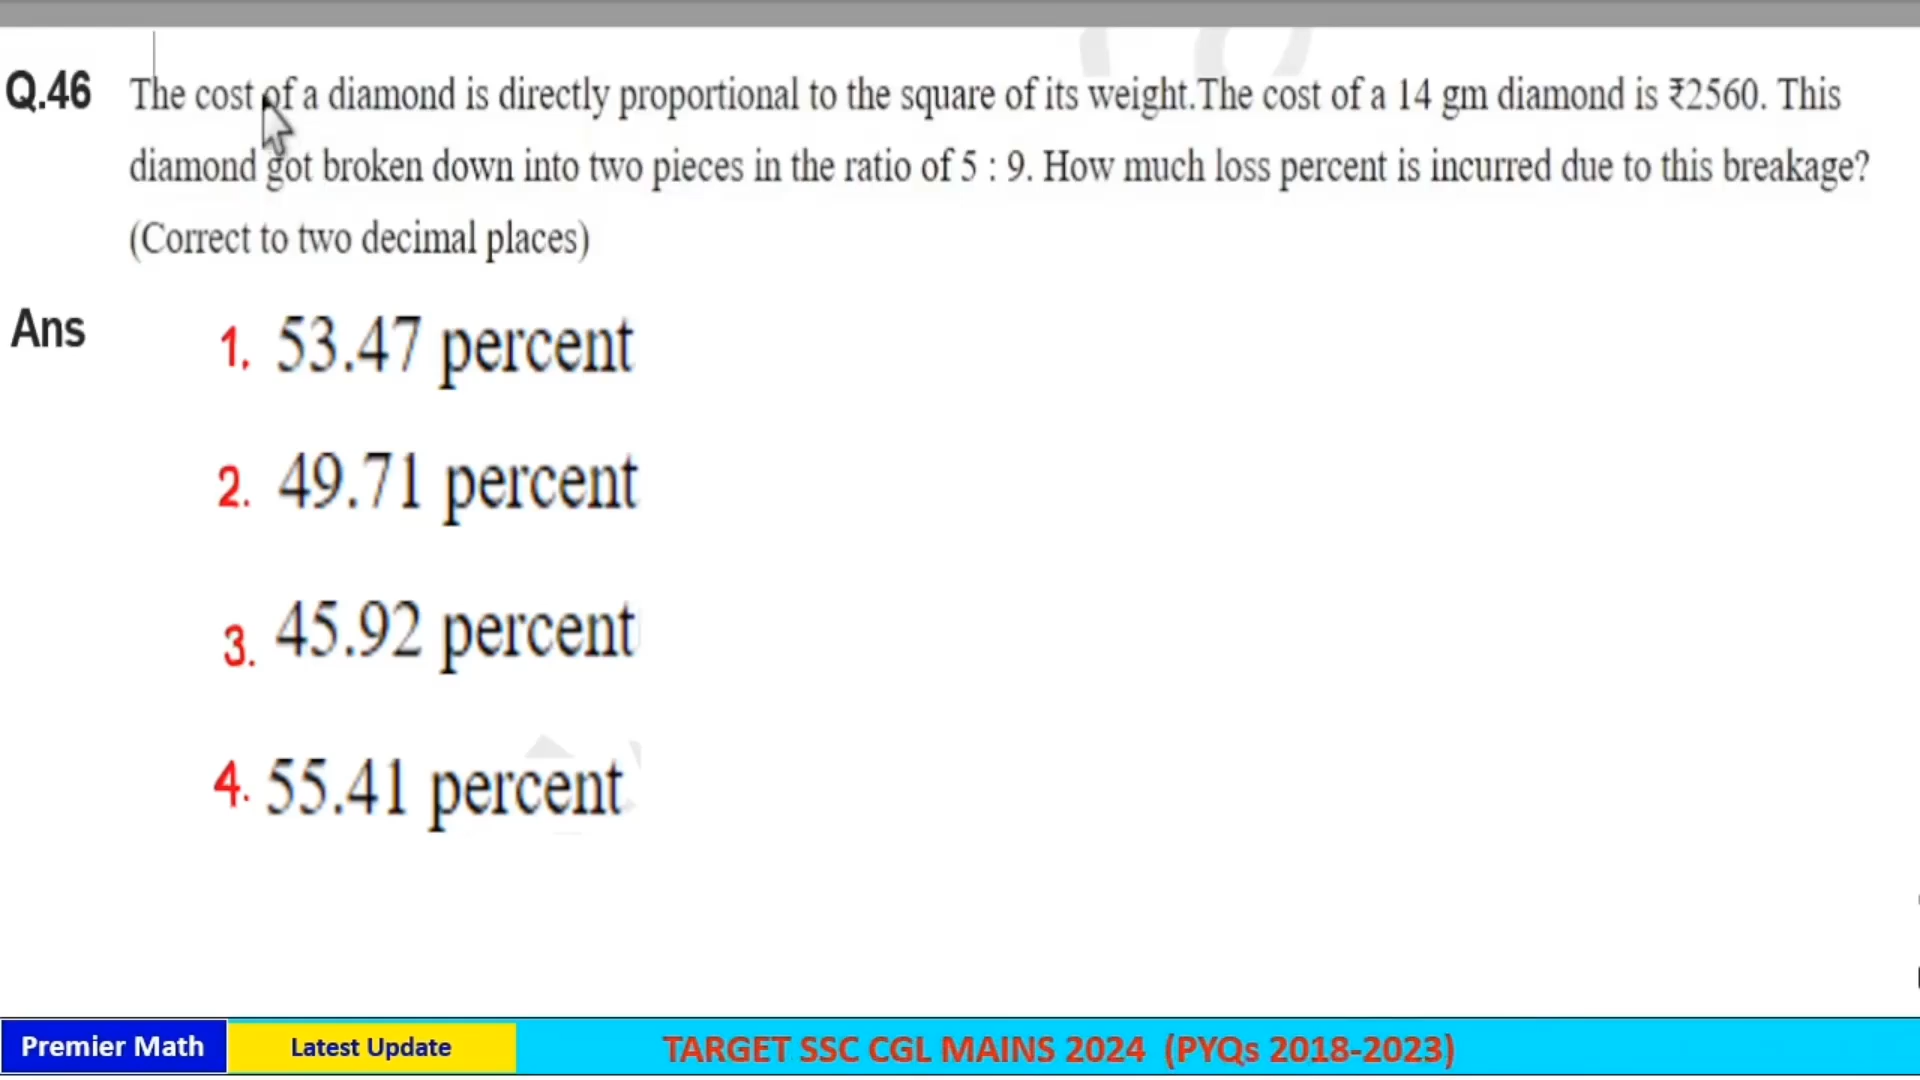 Q.46 The cost of a diamond is directly proportional to the square of its weight.The cost of a 14 gm diamond is ₹2560. This
diamond got broken down into two pieces in the ratio of 5 : 9. How much loss percent is incurred due to this breakage?
(Correct to two decimal places)
Ans 1. 53.47 percent
2. 49.71 percent
3. 45.92 percent
4. 55.41 percent
Premier Math Latest Update TARGET SSC CGL MAINS 2024 (PYQs 2018-2023)